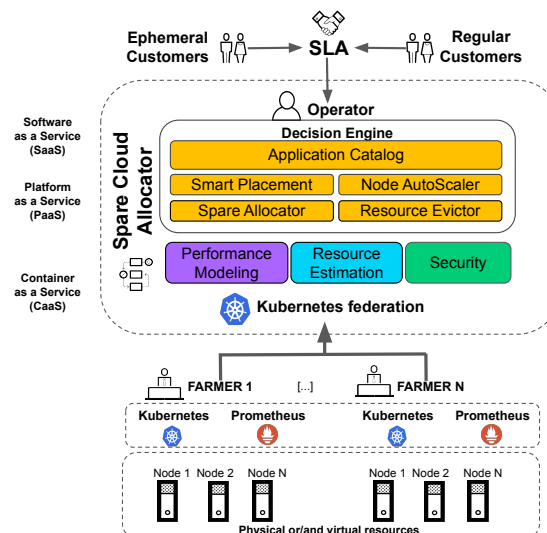 Ephemeral
Customers
SLA
Regular
Customers
Operator
Software
as a Service
(SaaS)
Platform
as a Service
(PaaS)
Container
as a Service
(CaaS)
Spare Cloud
Allocator
Decision Engine
Application Catalog
Smart Placement
Node AutoScaler
Spare Allocator
Resource Evictor
Performance
Modeling
Resource
Estimation
Security
Kubernetes federation
FARMER 1
[...]
FARMER N
Kubernetes
Prometheus
Kubernetes
Prometheus
Node 1
Node 2
Node N
Node 1
Node 2
Node N
Physical or/and virtual resources